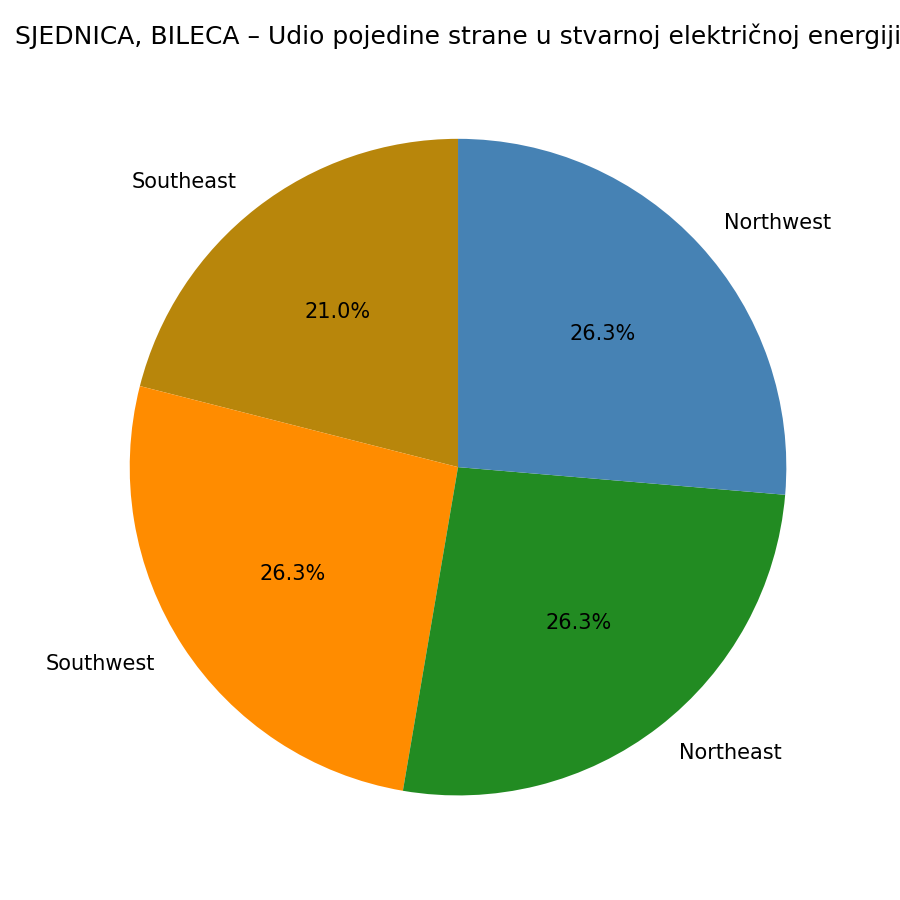 SJEDNICA, BILECA – Udio pojedine strane u stvarnoj električnoj energiji
Southeast
Northwest
21.0%
26.3%
26.3%
26.3%
Southwest
Northeast